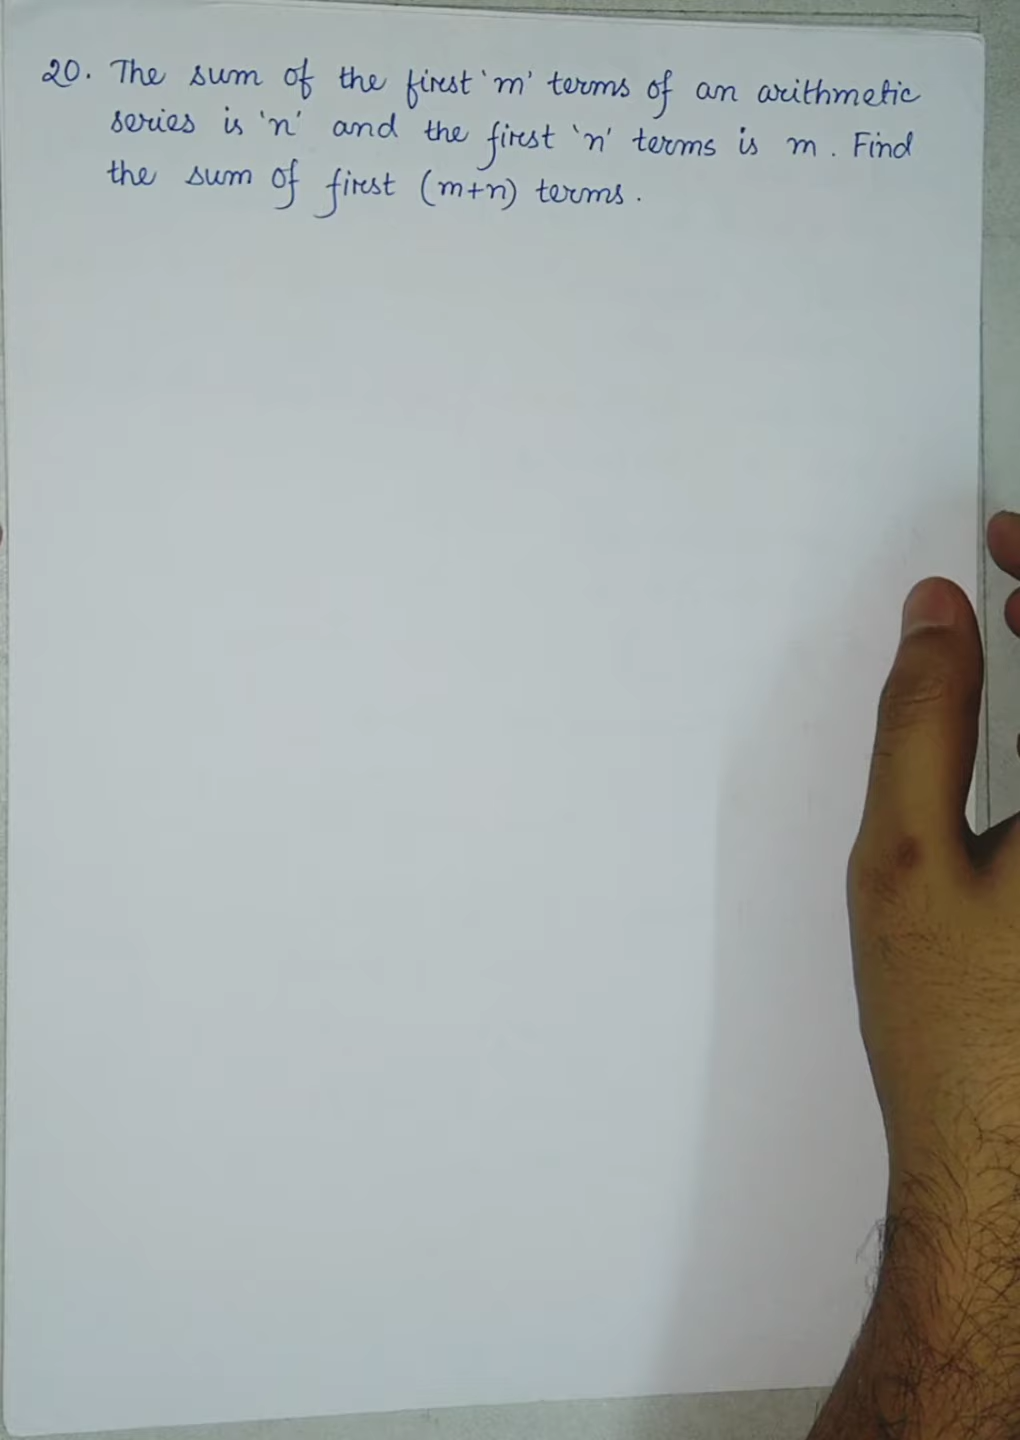 20. The sum of the first 'm' terms of an arithmetic
series is 'n' and the first 'n' terms is m. Find
the sum of first (m+n) terms.